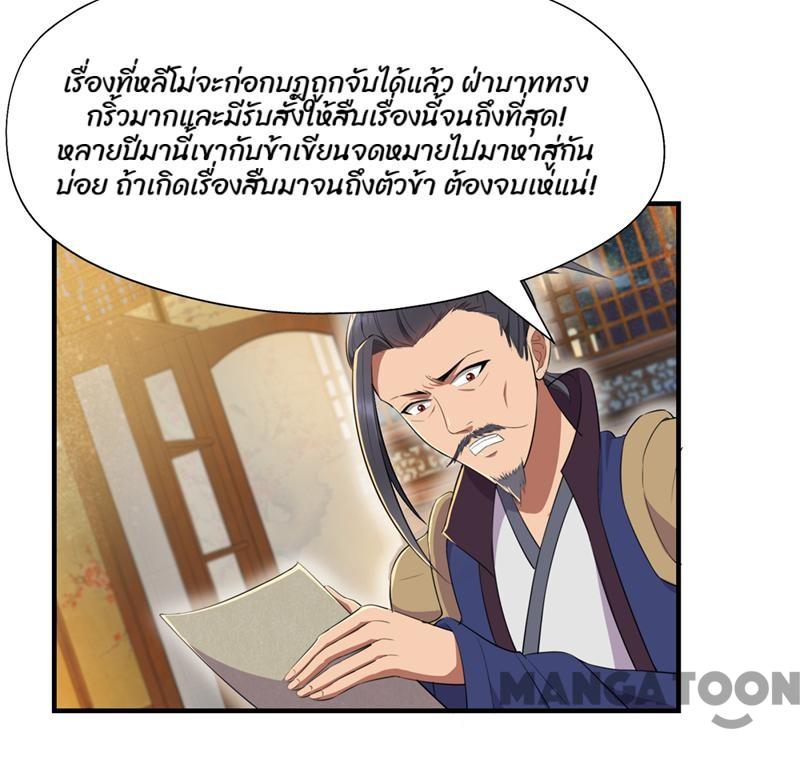 เรื่องที่หลีโม่จะก่อกบฎถูกจับได้แล้ว ฝ่าบาททรง
กริ้วมากและมีรับสั่งให้สืบเรื่องนี้จนถึงที่สุด!
หลายปีมานี้เขากับข้าเขียนจดหมายไปมาหาสู่กัน
บ่อย ถ้าเกิดเรื่องสืบมาจนถึงตัวข้า ต้องจบเห่แน่!
MANGATOON